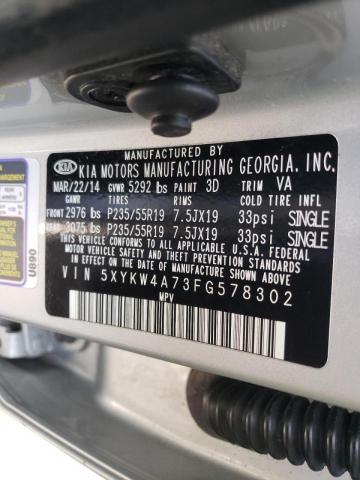 MANUFACTURED BY
KIA KIA MOTORS MANUFACTURING GEORGIA, INC.
MAR/22/14 GVWR 5292 lbs PAINT 3D TRIM VA
GAWR TIRES RIMS COLD TIRE INFL
FRONT 2976 lbs P235/55R19 7.5JX19 33psi SINGLE
REAR 3075 lbs P235/55R19 7.5JX19 33psi SINGLE
THIS VEHICLE CONFORMS TO ALL APPLICABLE U.S.A. FEDERAL
MOTOR VEHICLE SAFETY AND THEFT PREVENTION STANDARDS
IN EFFECT ON THE DATE OF MANUFACTURE SHOWN ABOVE.
VIN 5XYKW4A73FG578302
MPV
U890